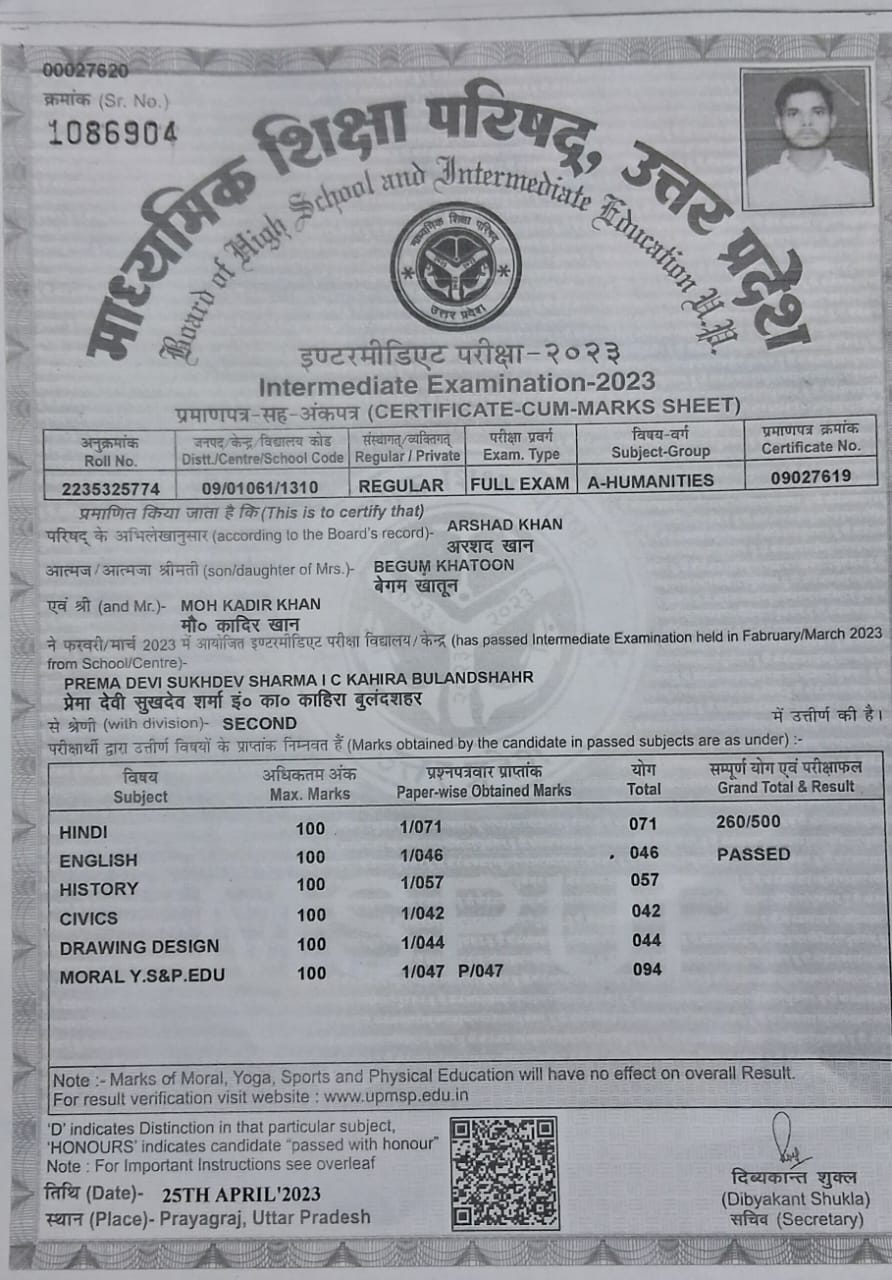 00027620
क्रमांक (Sr. No.)
1086904
माध्यमिक शिक्षा परिषद्, उत्तर प्रदेश
Board of High School and Intermediate Education U.P.
माध्यमिक शिक्षा परिषद्
उत्तर प्रदेश
इण्टरमीडिएट परीक्षा-२०२३
Intermediate Examination-2023
प्रमाणपत्र-सह-अंकपत्र (CERTIFICATE-CUM-MARKS SHEET)
अनुक्रमांक जनपद/केन्द्र/विद्यालय कोड संस्थागत/व्यक्तिगत परीक्षा प्रवर्ग विषय-वर्ग प्रमाणपत्र क्रमांक
Roll No. Distt./Centre/School Code Regular / Private Exam. Type Subject-Group Certificate No.
2235325774 09/01061/1310 REGULAR FULL EXAM A-HUMANITIES 09027619
प्रमाणित किया जाता है कि (This is to certify that)
परिषद् के अभिलेखानुसार (according to the Board's record)- ARSHAD KHAN
अरशद खान
आत्मज/आत्मजा श्रीमती (son/daughter of Mrs.)- BEGUM KHATOON
बेगम खातून
एवं श्री (and Mr.)- MOH KADIR KHAN
मौ० कादिर खान
ने फरवरी/मार्च 2023 में आयोजित इण्टरमीडिएट परीक्षा विद्यालय/केन्द्र (has passed Intermediate Examination held in Fabruary/March 2023
from School/Centre)-
PREMA DEVI SUKHDEV SHARMA I C KAHIRA BULANDSHAHR
प्रेमा देवी सुखदेव शर्मा इं० का० काहिरा बुलंदशहर
से श्रेणी (with division)- SECOND में उत्तीर्ण की है।
परीक्षार्थी द्वारा उत्तीर्ण विषयों के प्राप्तांक निम्नवत हैं (Marks obtained by the candidate in passed subjects are as under) :-
विषय अधिकतम अंक प्रश्नपत्रवार प्राप्तांक योग सम्पूर्ण योग एवं परीक्षाफल
Subject Max. Marks Paper-wise Obtained Marks Total Grand Total & Result
HINDI 100 1/071 071 260/500
ENGLISH 100 1/046 046 PASSED
HISTORY 100 1/057 057
CIVICS 100 1/042 042
DRAWING DESIGN 100 1/044 044
MORAL Y.S&P.EDU 100 1/047 P/047 094
Note :- Marks of Moral, Yoga, Sports and Physical Education will have no effect on overall Result.
For result verification visit website : www.upmsp.edu.in
'D' indicates Distinction in that particular subject,
'HONOURS' indicates candidate "passed with honour"
Note : For Important Instructions see overleaf
तिथि (Date)- 25TH APRIL'2023
स्थान (Place)- Prayagraj, Uttar Pradesh
दिब्यकान्त शुक्ल
(Dibyakant Shukla)
सचिव (Secretary)